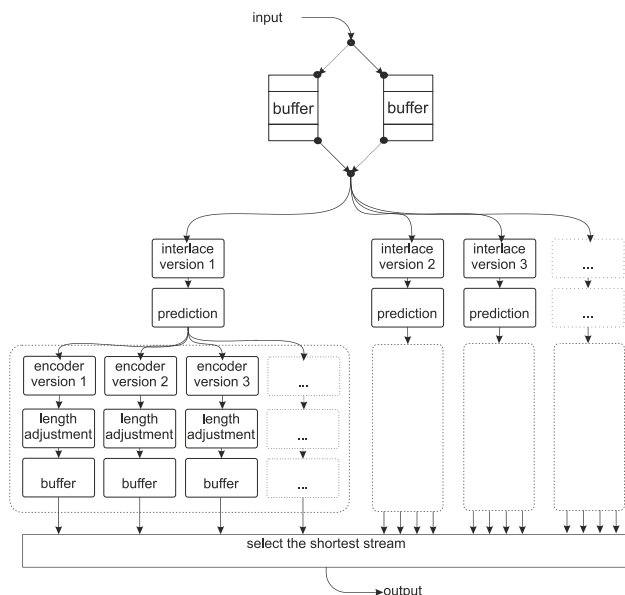 input
buffer buffer
interlace version 1
interlace version 2
interlace version 3
...
prediction
prediction
prediction
...
encoder version 1
encoder version 2
encoder version 3
...
length adjustment
length adjustment
length adjustment
...
buffer
buffer
buffer
...
select the shortest stream
output